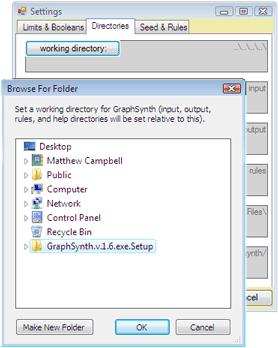 Settings
Limits & Booleans
Directories
Seed & Rules
working directory:
..\..\..\..\
input
output
rules
Files\
synth/
Browse For Folder
Set a working directory for GraphSynth (input, output,
rules, and help directories will be set relative to this).
Desktop
Matthew Campbell
Public
Computer
Network
Control Panel
Recycle Bin
GraphSynth.v.1.6.exe.Setup
Make New Folder
OK
Cancel
cel